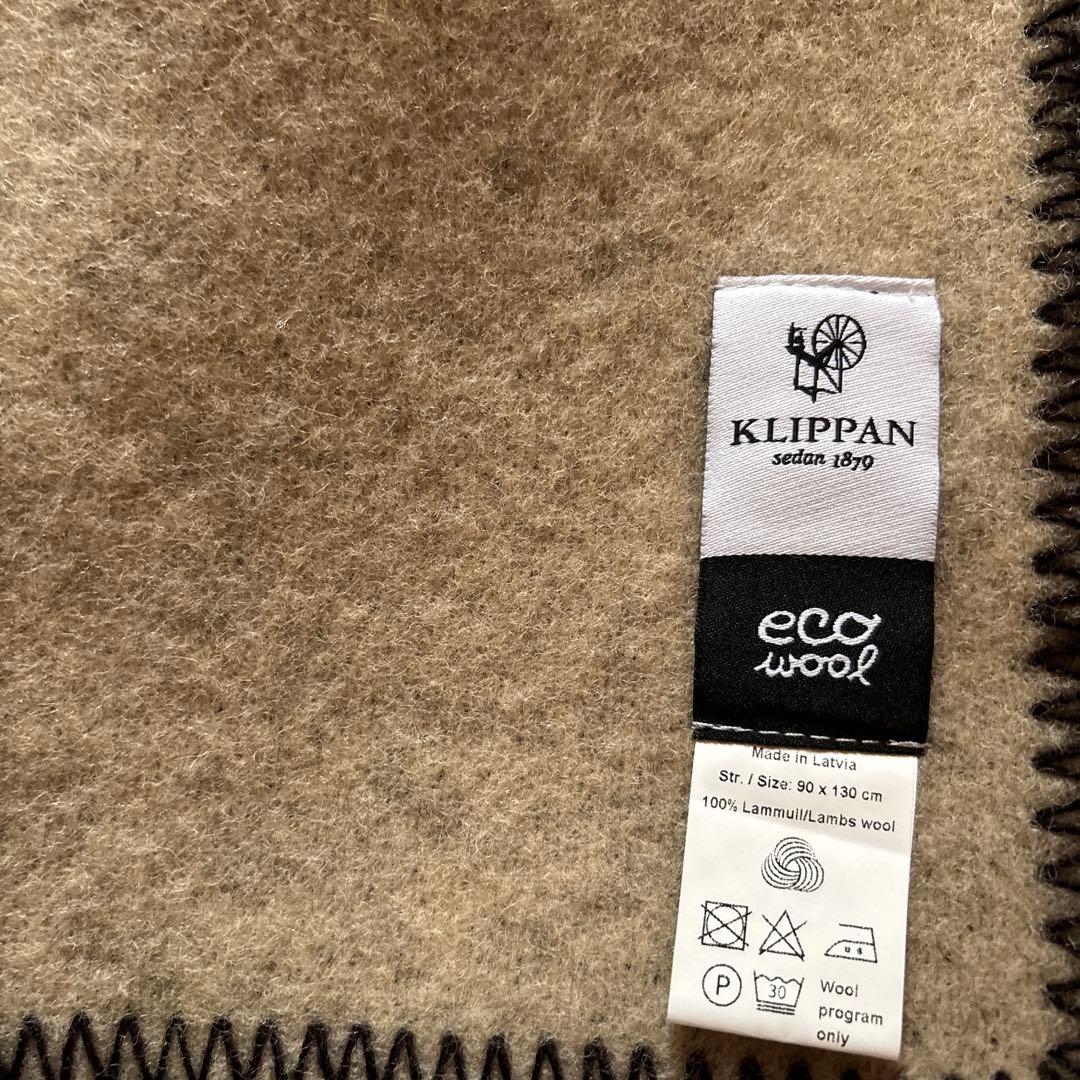 KLIPPAN
sedan 1879
eco
wool
Made in Latvia
Str. / Size: 90 x 130 cm
100% Lammull/Lambs wool
P
30
Wool
program
only